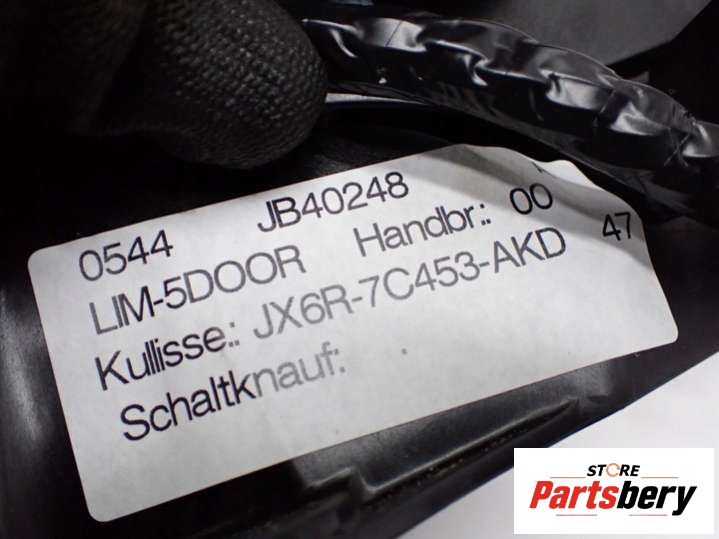 0544 JB40248
LIM-5DOOR Handbr.: 00
Kullisse.: JX6R-7C453-AKD 47
Schaltknauf: .
STORE
Partsbery